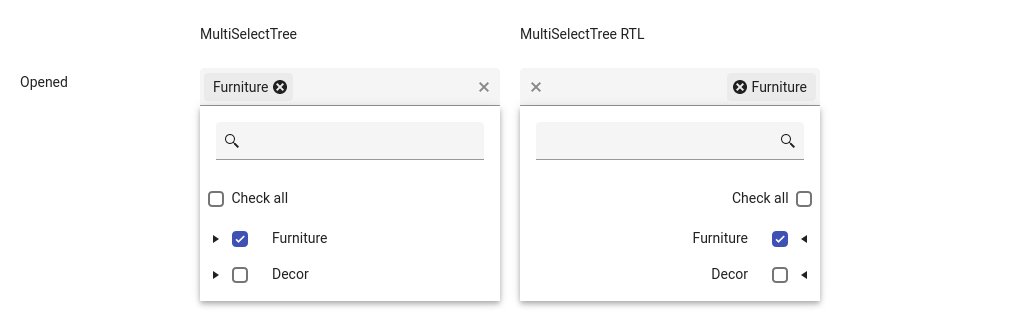 MultiSelectTree
MultiSelectTree RTL
Opened
Furniture
Furniture
Check all
Check all
Furniture
Furniture
Decor
Decor